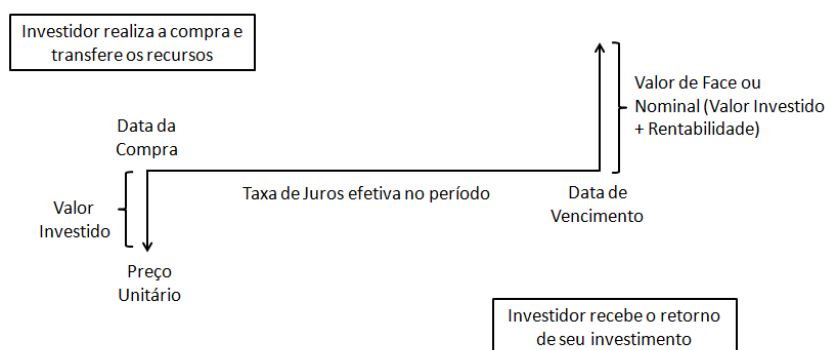 Investidor realiza a compra e
transfere os recursos
Valor de Face ou
Nominal (Valor Investido
+ Rentabilidade)
Data da
Compra
Taxa de Juros efetiva no período
Data de
Vencimento
Valor
Investido
Preço
Unitário
Investidor recebe o retorno
de seu investimento